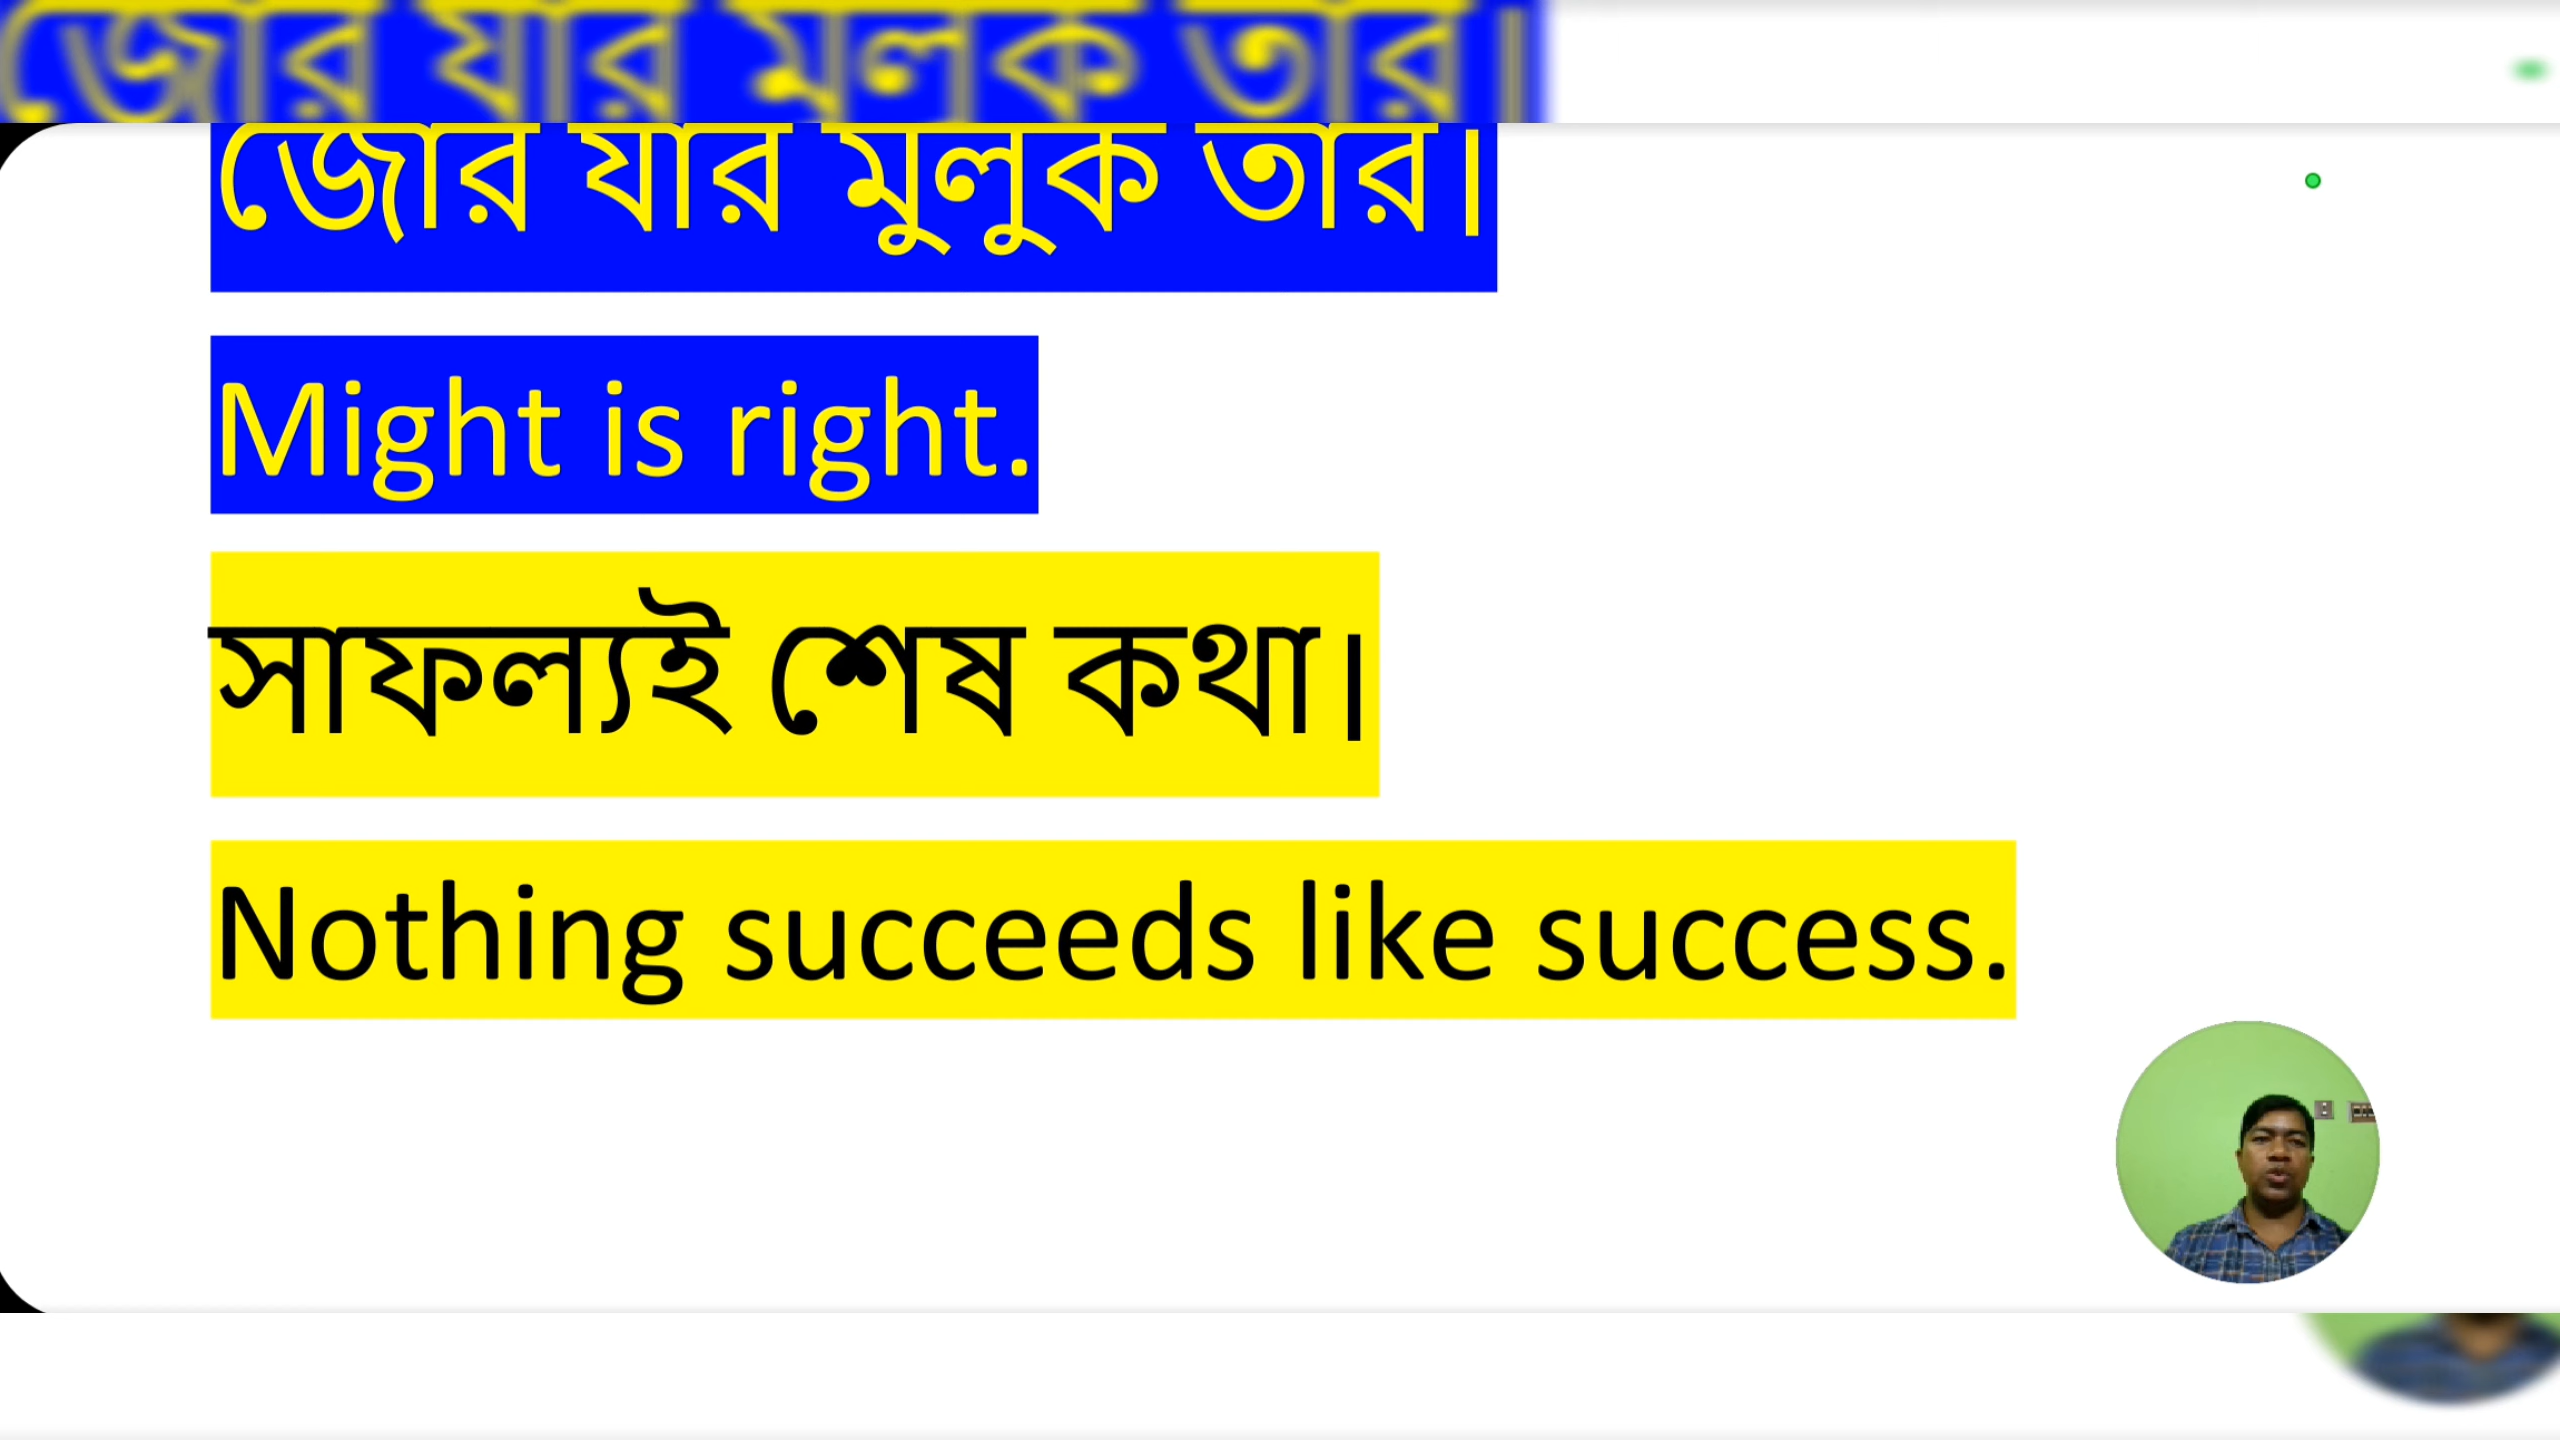 জোর যার মুলুক তার।
জোর যার মুলুক তার।
Might is right.
সাফল্যই শেষ কথা।
Nothing succeeds like success.